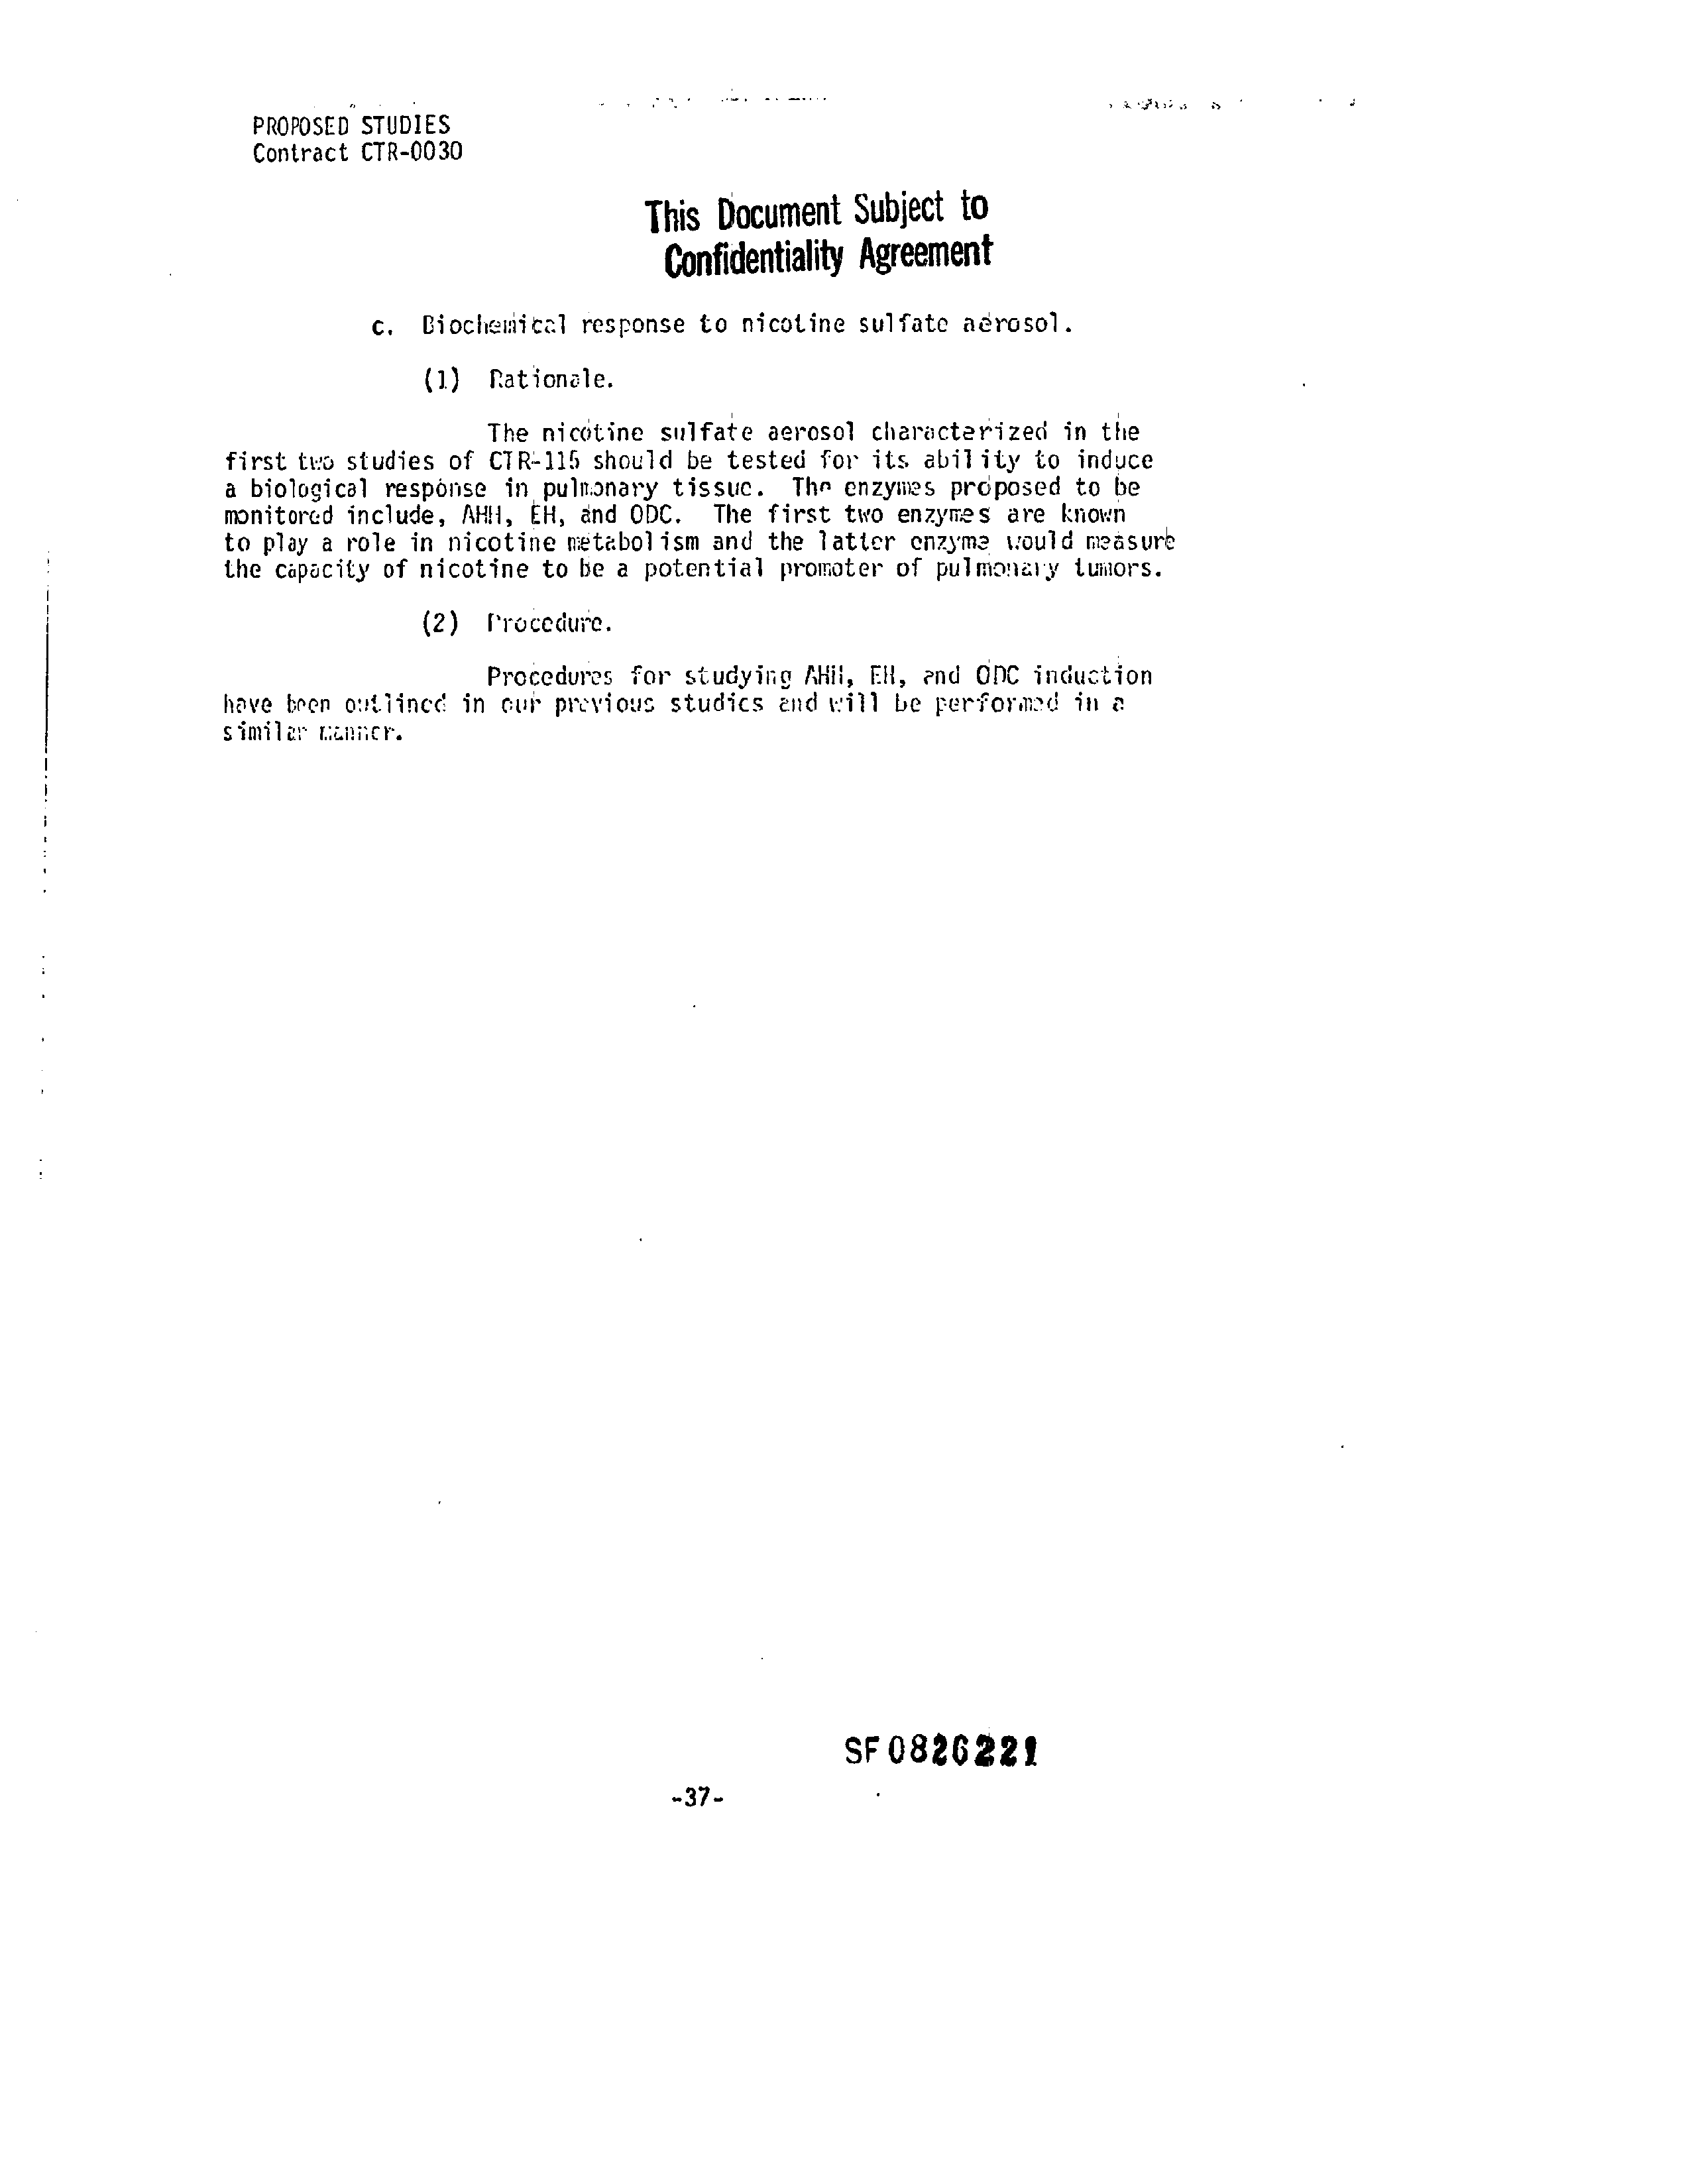 PROPOSED STUDIES
Contract CTR-0030
This Document Subject to
Confidentiality Agreement
c. Biochemical response to nicotine sulfate aerosol.
(1) Rationale.
The nicotine sulfate aerosol characterized in the
first two studies of CTR-115 should be tested for its ability to induce
a biological response in pulmonary tissue. The enzymes proposed to be
monitored include, AHH, EH, and ODC. The first two enzymes are known
to play a role in nicotine metabolism and the latter enzyme would measure
the capacity of nicotine to be a potential promoter of pulmonary tumors.
(2) Procedure.
Procedures for studying AHH, EH, and ODC induction
have been outlined in our previous studies and will be performed in a
similar manner.
SF 0826221
-37-